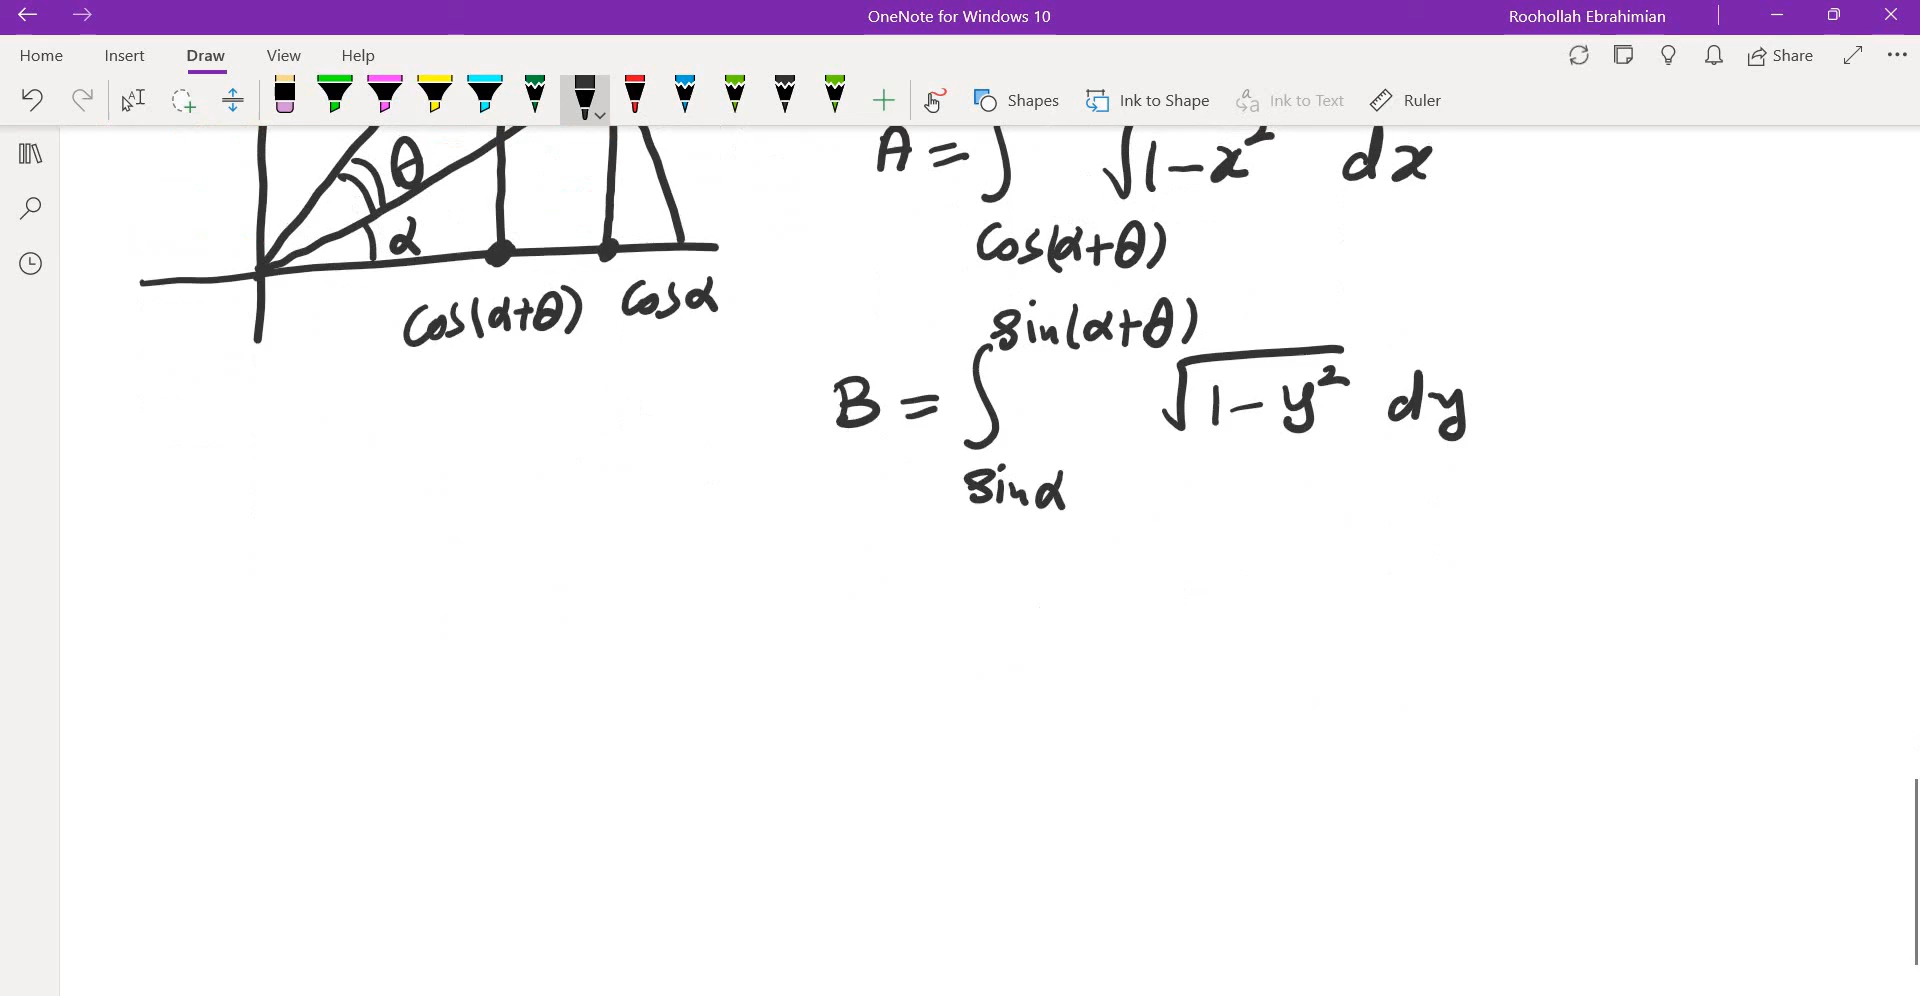 OneNote for Windows 10
Roohollah Ebrahimian
Home Insert Draw View Help
Share
Shapes Ink to Shape Ink to Text Ruler
θ
α
cos(α+θ) cosα
A = ∫ √1-x² dx
cos(α+θ)
sin(α+θ)
B = ∫ √1-y² dy
sinα